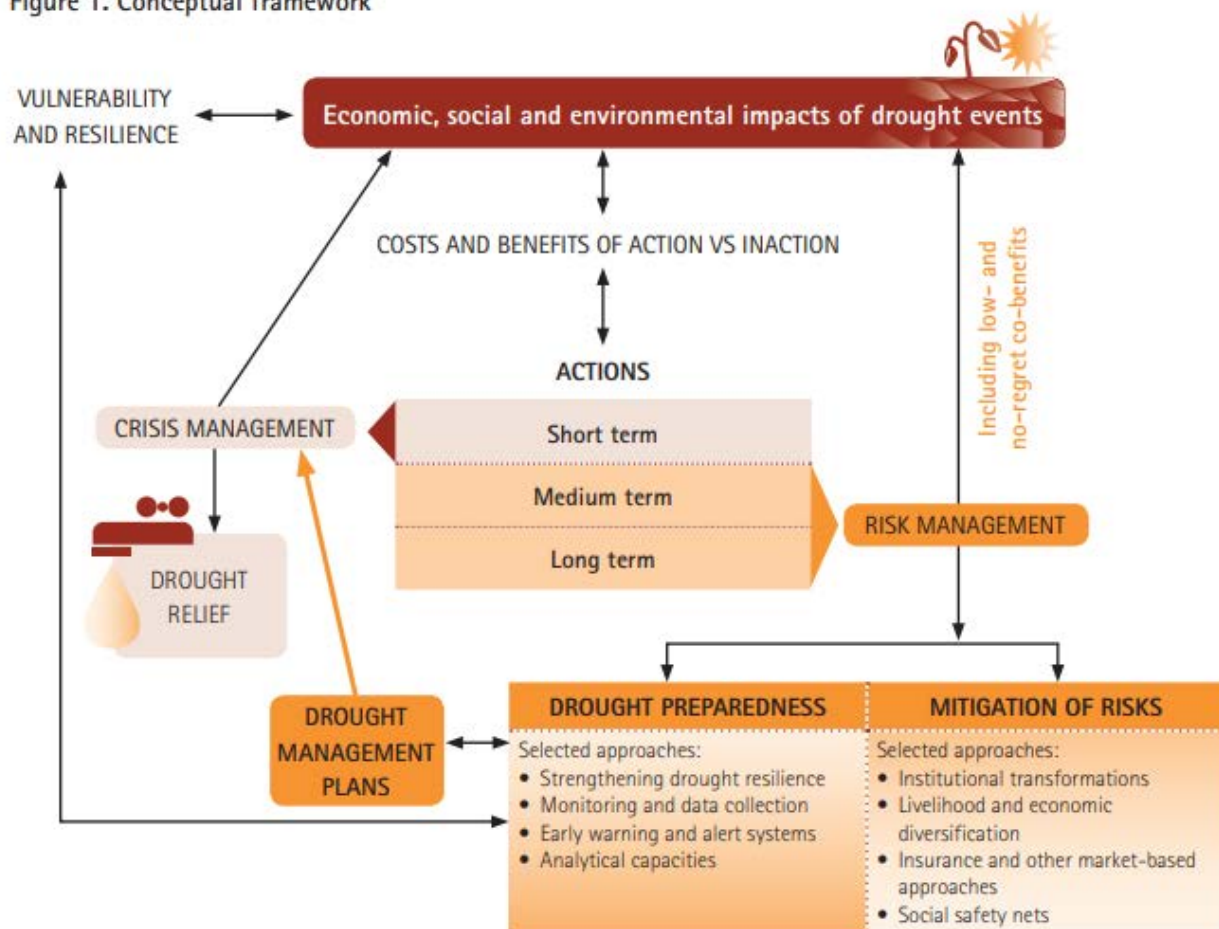 Figure 1. Conceptual framework
VULNERABILITY
AND RESILIENCE
Economic, social and environmental impacts of drought events
COSTS AND BENEFITS OF ACTION VS INACTION
Including low- and
no-regret co-benefits
ACTIONS
CRISIS MANAGEMENT
Short term
Medium term
Long term
RISK MANAGEMENT
DROUGHT
RELIEF
DROUGHT
MANAGEMENT
PLANS
DROUGHT PREPAREDNESS
Selected approaches:
• Strengthening drought resilience
• Monitoring and data collection
• Early warning and alert systems
• Analytical capacities
MITIGATION OF RISKS
Selected approaches:
• Institutional transformations
• Livelihood and economic
diversification
• Insurance and other market-based
approaches
• Social safety nets